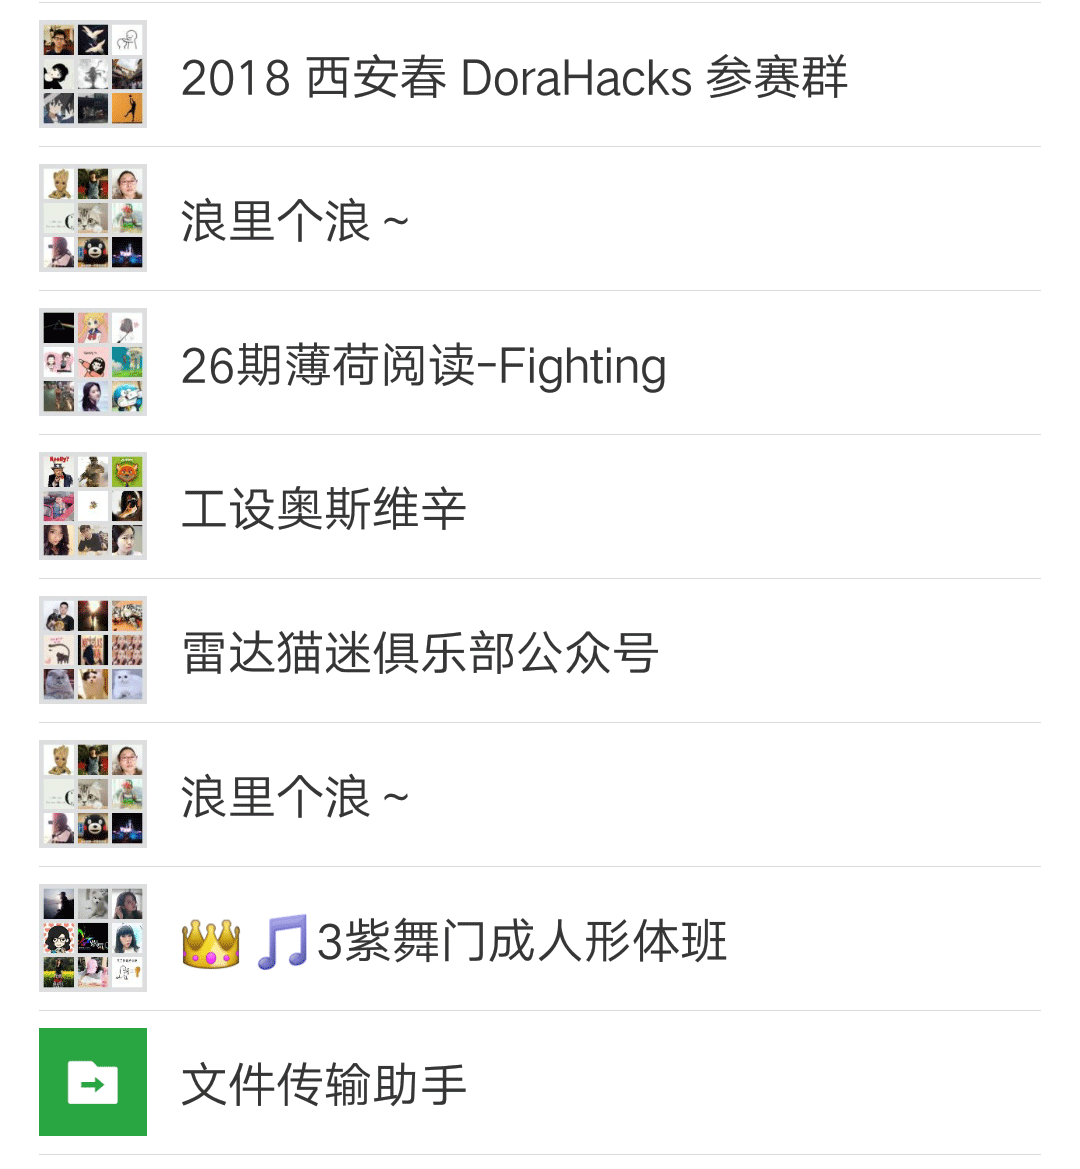 2018 西安春 DoraHacks 参赛群
浪里个浪 ~
26期薄荷阅读-Fighting
工设奥斯维辛
雷达猫迷俱乐部公众号
浪里个浪 ~
👑🎵3紫舞门成人形体班
文件传输助手